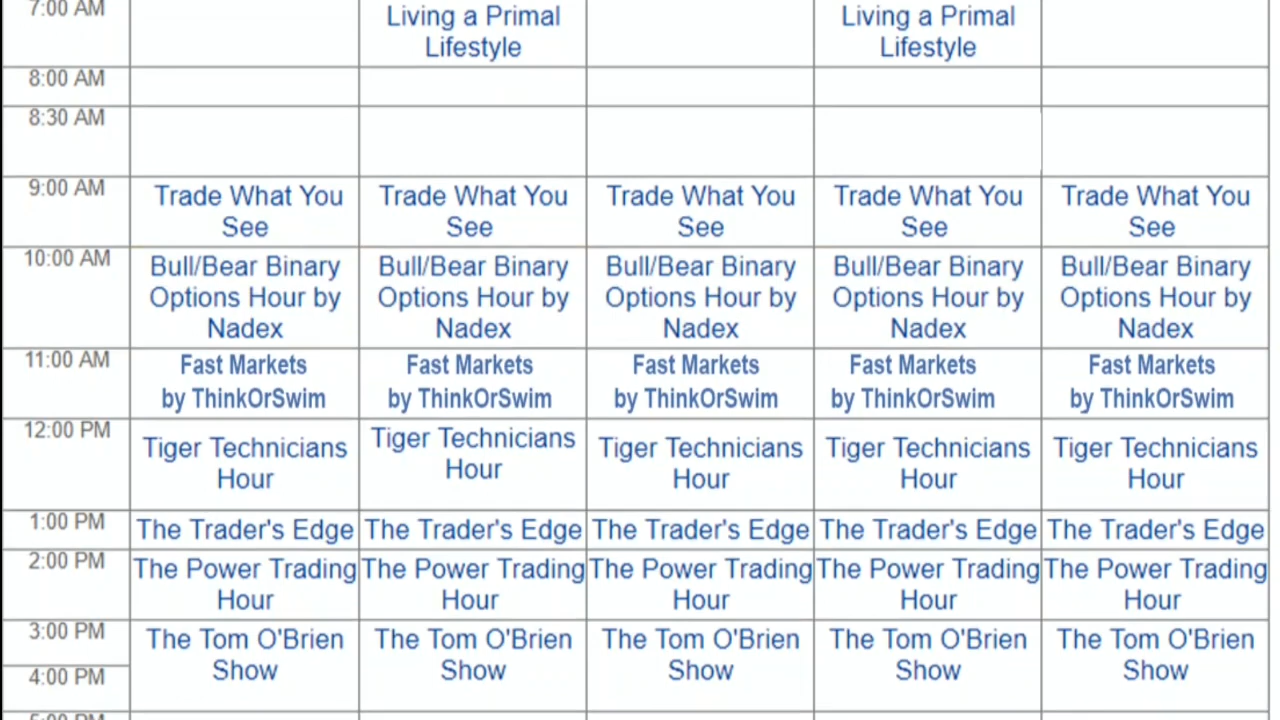 7:00 AM
Living a Primal Living a Primal
Lifestyle Lifestyle
8:00 AM
8:30 AM
9:00 AM
Trade What You Trade What You Trade What You Trade What You Trade What You
See See See See See
10:00 AM
Bull/Bear Binary Bull/Bear Binary Bull/Bear Binary Bull/Bear Binary Bull/Bear Binary
Options Hour by Options Hour by Options Hour by Options Hour by Options Hour by
Nadex Nadex Nadex Nadex Nadex
11:00 AM
Fast Markets Fast Markets Fast Markets Fast Markets Fast Markets
by ThinkOrSwim by ThinkOrSwim by ThinkOrSwim by ThinkOrSwim by ThinkOrSwim
12:00 PM
Tiger Technicians Tiger Technicians Tiger Technicians Tiger Technicians Tiger Technicians
Hour Hour Hour Hour Hour
1:00 PM
The Trader's Edge The Trader's Edge The Trader's Edge The Trader's Edge The Trader's Edge
2:00 PM
The Power Trading The Power Trading The Power Trading The Power Trading The Power Trading
Hour Hour Hour Hour Hour
3:00 PM
The Tom O'Brien The Tom O'Brien The Tom O'Brien The Tom O'Brien The Tom O'Brien
Show Show Show Show Show
4:00 PM
5:00 PM